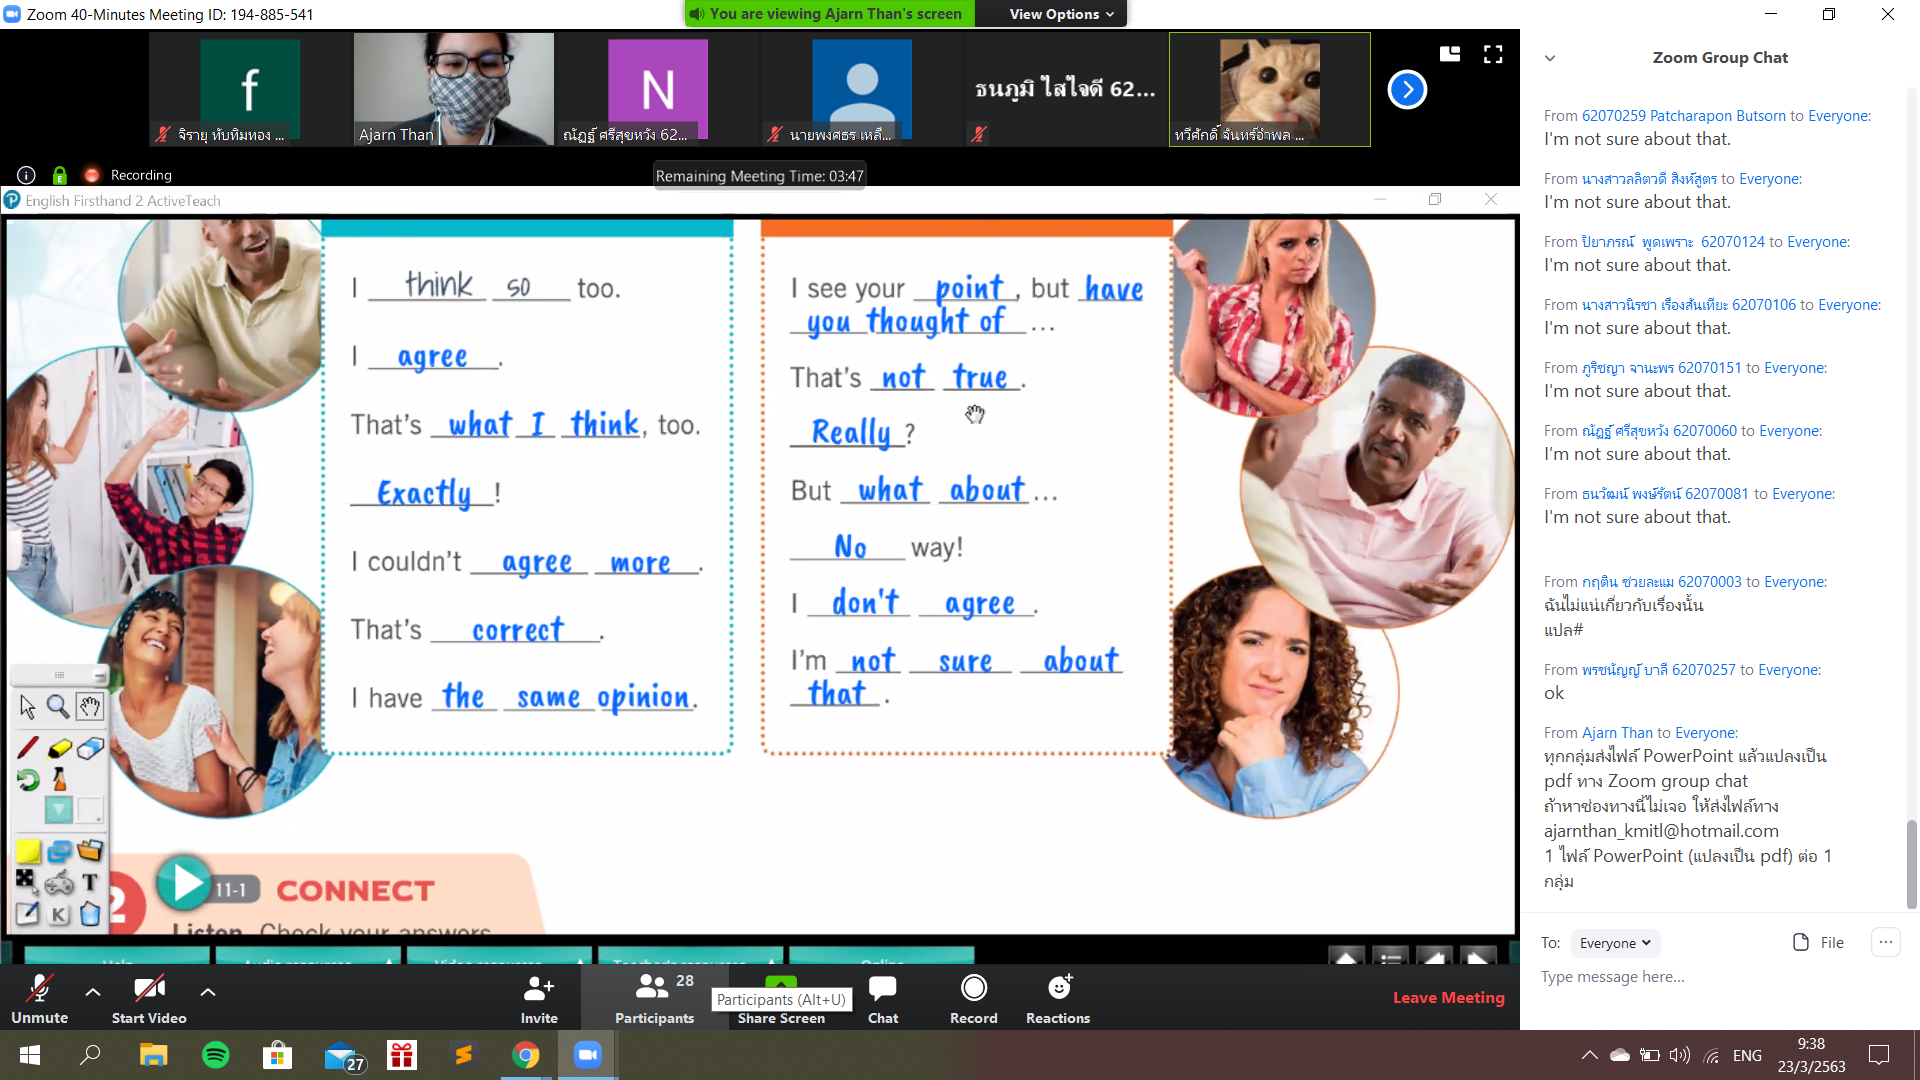 Zoom 40-Minutes Meeting ID: 194-885-541
You are viewing Ajarn Than's screen
View Options
f
N
จิรายุ ทับทิมทอง ...
Ajarn Than
ณัฏฐ์ ศรีสุขหวัง 62...
นายพงศธร เหลื...
ธนภูมิ ไสไจดี 62...
ทวีศักดิ์ จันทร์อำพล ...
Recording
Remaining Meeting Time: 03:47
English Firsthand 2 ActiveTeach
I think so too.
I agree.
That's what I think, too.
Exactly!
I couldn't agree more.
That's correct.
I have the same opinion.
I see your point, but have
you thought of ...
That's not true.
Really?
But what about...
No way!
I don't agree.
I'm not sure about
that.
2
11-1
CONNECT
Listen. Check your answers
T
K
Help
Audio resources
Video resources
Teacher's resources
Online
Unmute
Start Video
Invite
Participants
28
Participants (Alt+U)
Share Screen
Chat
Record
Reactions
Leave Meeting
Zoom Group Chat
From 62070259 Patcharapon Butsorn to Everyone:
I'm not sure about that.
From นางสาวลลิตวดี สิงห์สูตร to Everyone:
I'm not sure about that.
From ปิยาภรณ์ พูดเพราะ 62070124 to Everyone:
I'm not sure about that.
From นางสาวนิรชา เรืองสันเทียะ 62070106 to Everyone:
I'm not sure about that.
From ภูริชญา จานะพร 62070151 to Everyone:
I'm not sure about that.
From ณัฏฐ์ ศรีสุขหวัง 62070060 to Everyone:
I'm not sure about that.
From ธนวัฒน์ พงษ์รัตน์ 62070081 to Everyone:
I'm not sure about that.
From กฤติน ช่วยละแม 62070003 to Everyone:
ฉันไม่แน่เกี่ยวกับเรื่องนั้น
แปล#
From พรชนัญญ์ บาลี 62070257 to Everyone:
ok
From Ajarn Than to Everyone:
ทุกกลุ่มส่งไฟล์ PowerPoint แล้วแปลงเป็น
pdf ทาง Zoom group chat
ถ้าหาช่องทางนี้ไม่เจอ ให้ส่งไฟล์ทาง
ajarnthan_kmitl@hotmail.com
1 ไฟล์ PowerPoint (แปลงเป็น pdf) ต่อ 1
กลุ่ม
To: Everyone
File
Type message here...
27
ENG
9:38
23/3/2563